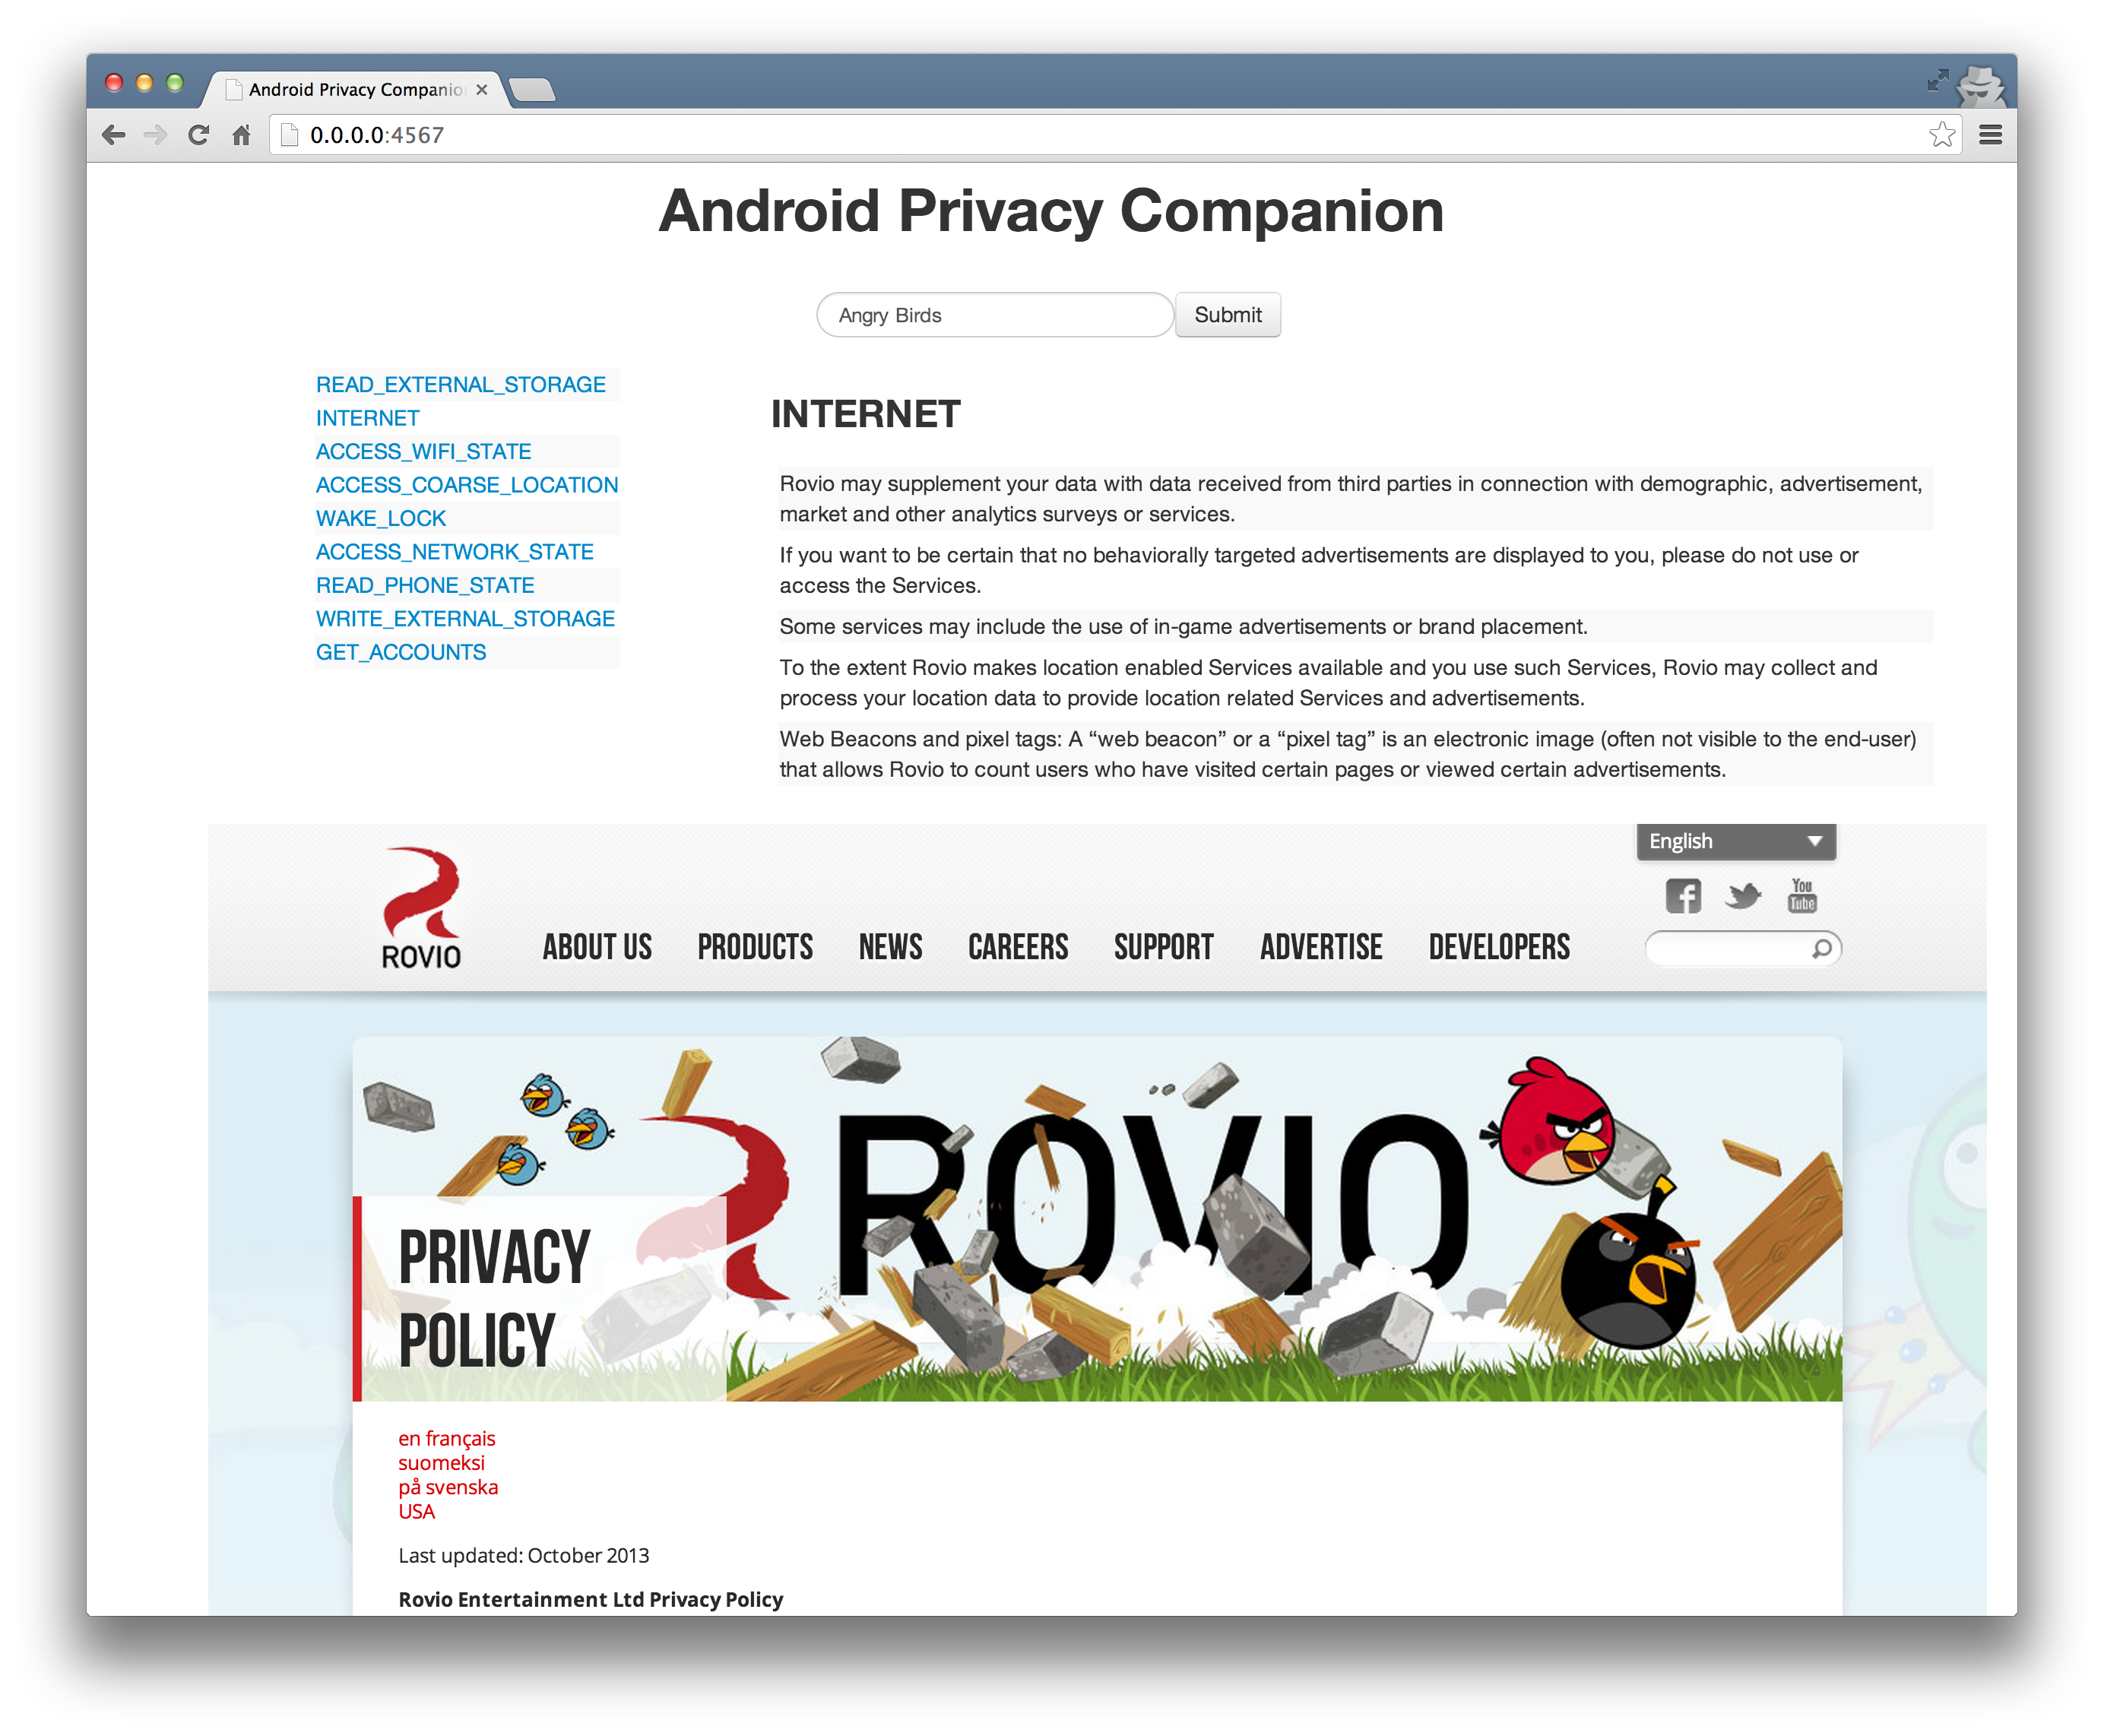 Android Privacy Companio
0.0.0.0:4567
Android Privacy Companion
Angry Birds
Submit
READ_EXTERNAL_STORAGE
INTERNET
ACCESS_WIFI_STATE
ACCESS_COARSE_LOCATION
WAKE_LOCK
ACCESS_NETWORK_STATE
READ_PHONE_STATE
WRITE_EXTERNAL_STORAGE
GET_ACCOUNTS
INTERNET
Rovio may supplement your data with data received from third parties in connection with demographic, advertisement,
market and other analytics surveys or services.
If you want to be certain that no behaviorally targeted advertisements are displayed to you, please do not use or
access the Services.
Some services may include the use of in-game advertisements or brand placement.
To the extent Rovio makes location enabled Services available and you use such Services, Rovio may collect and
process your location data to provide location related Services and advertisements.
Web Beacons and pixel tags: A “web beacon” or a “pixel tag” is an electronic image (often not visible to the end-user)
that allows Rovio to count users who have visited certain pages or viewed certain advertisements.
English
You
Tube
ROVIO
ABOUT US
PRODUCTS
NEWS
CAREERS
SUPPORT
ADVERTISE
DEVELOPERS
ROVIO
PRIVACY
POLICY
en français
suomeksi
på svenska
USA
Last updated: October 2013
Rovio Entertainment Ltd Privacy Policy